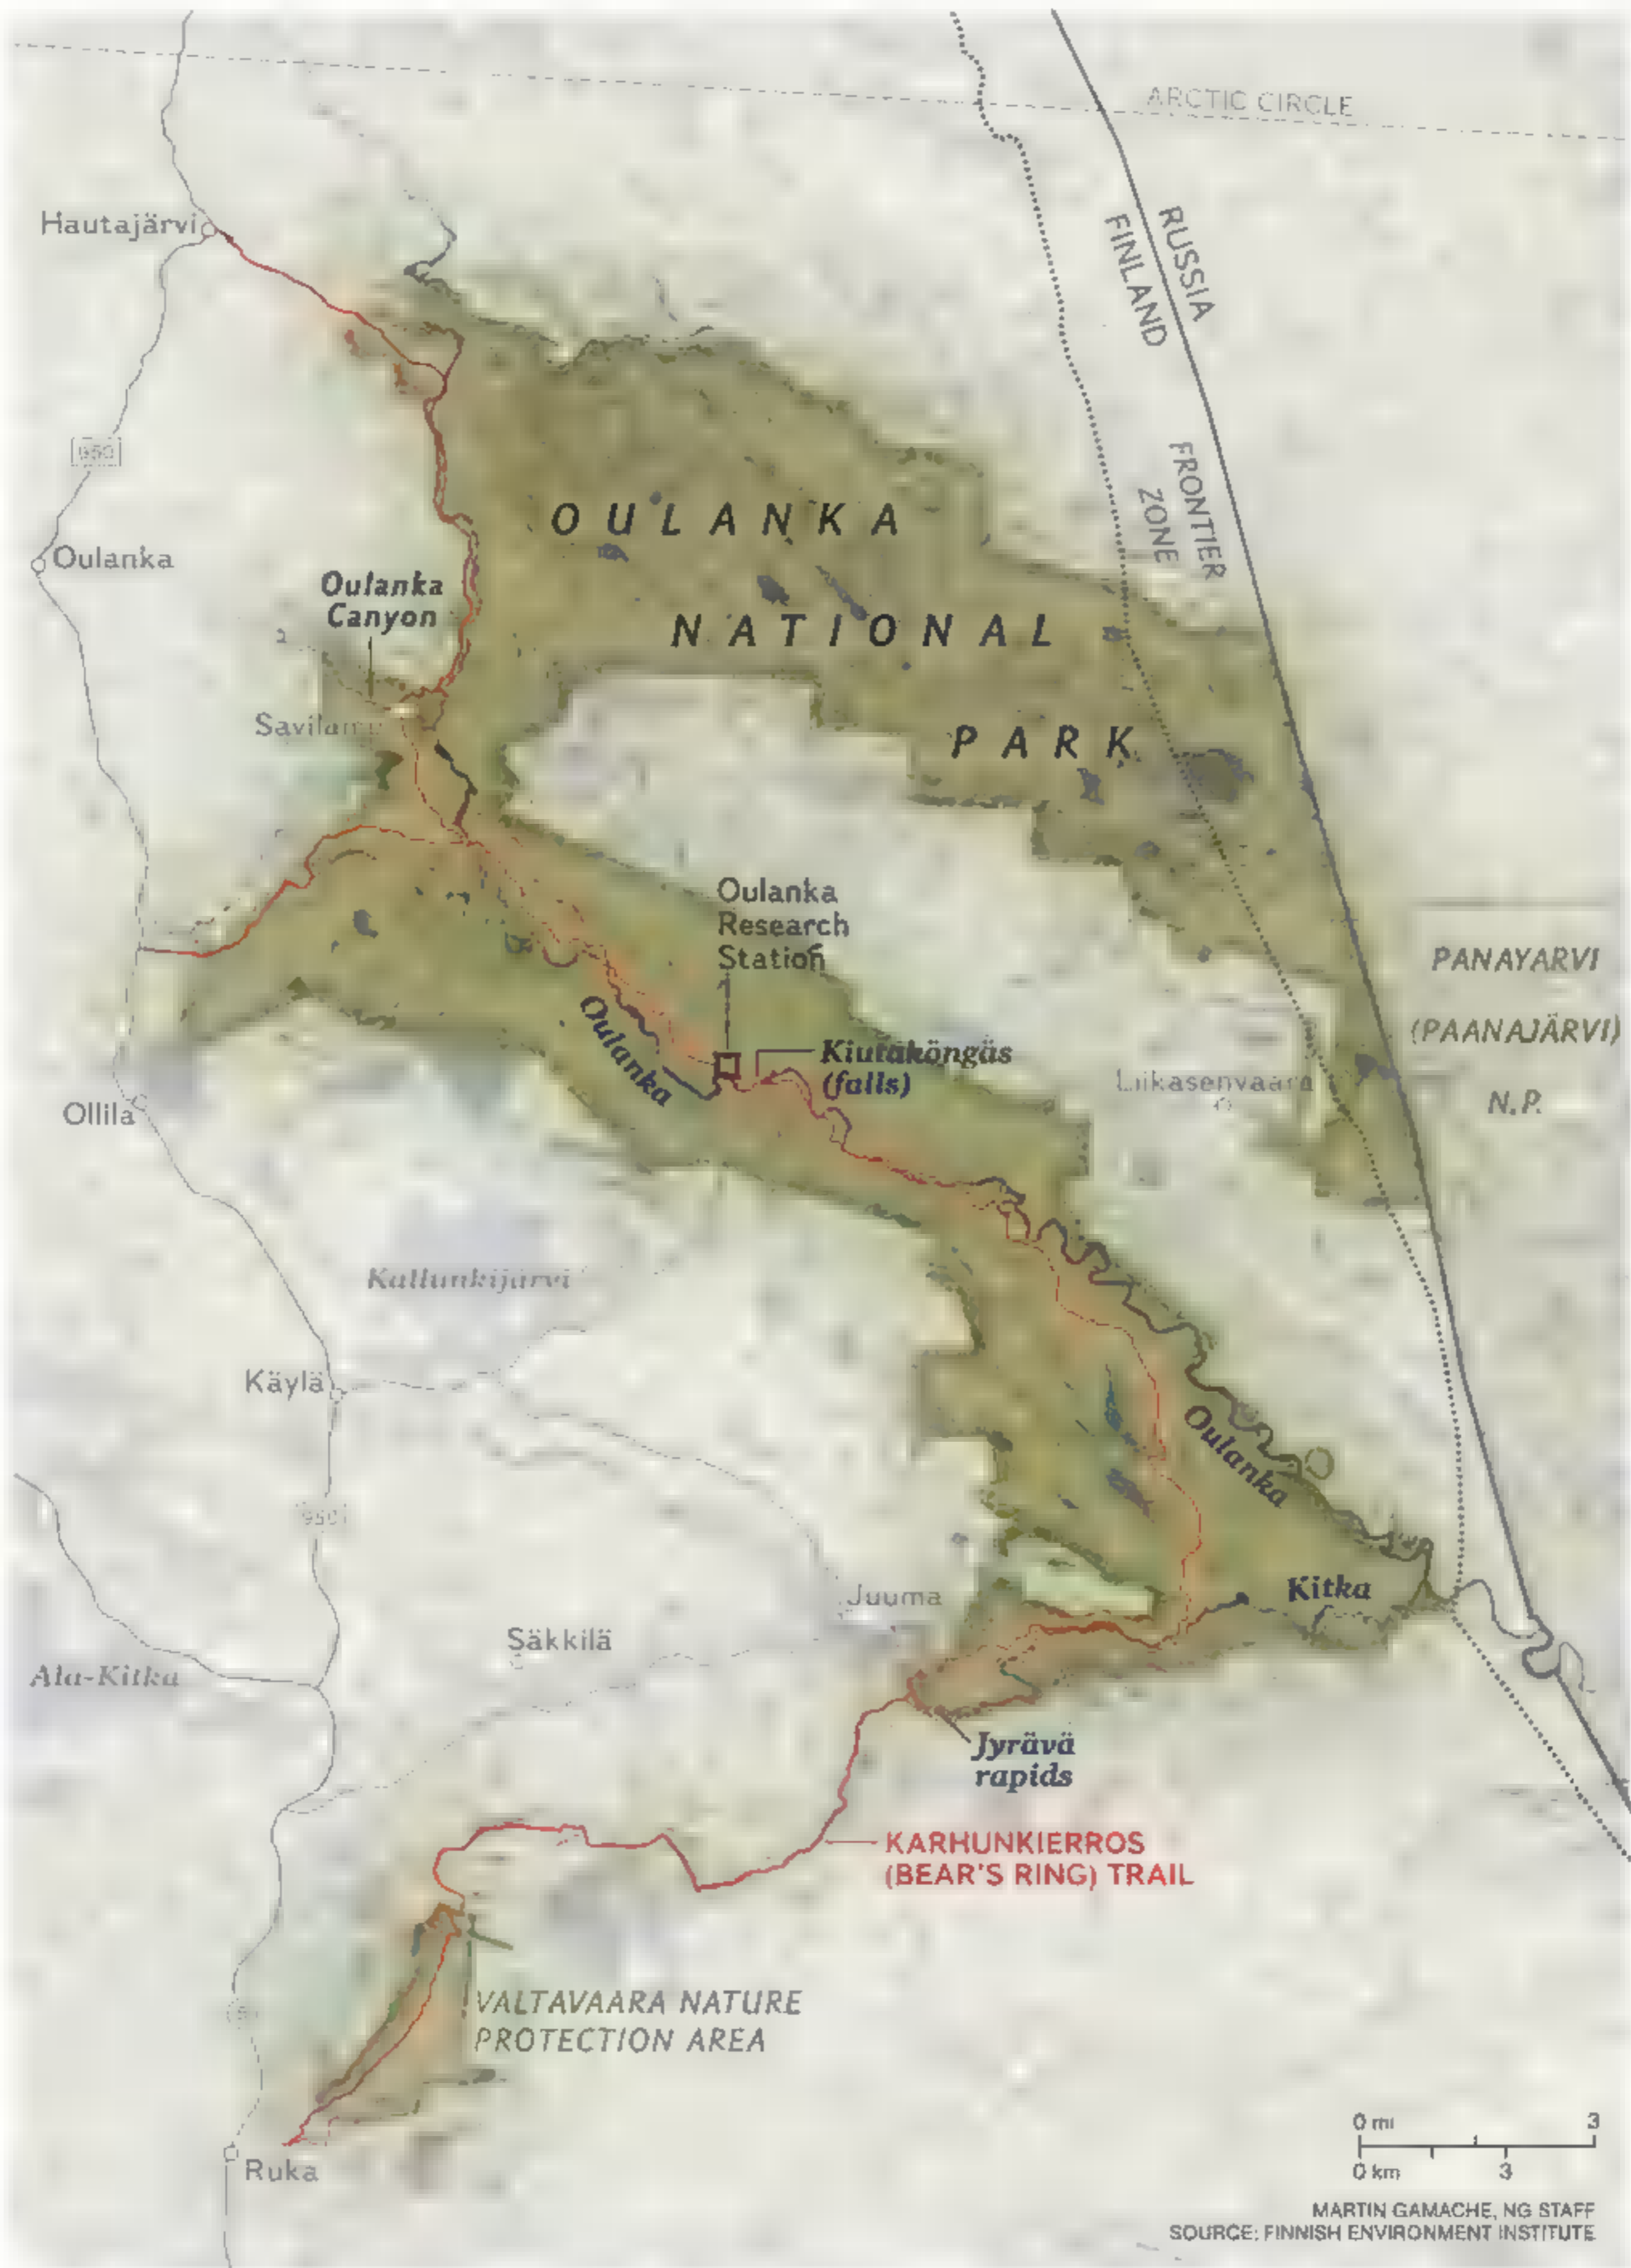 ARCTIC CIRCLE
Hautajärvi
RUSSIA
FINLAND
950
FRONTIER
ZONE
OULANKA
Oulanka
Oulanka
Canyon
NATIONAL
PARK
Oulanka
Research
Station
PANAYARVI
(PAANAJÄRVI)
N.P.
Oulanka
Kiutaköngäs
(falls)
Liikasenvaara
Ollila
Kallunkijärvi
Käylä
Oulanka
950
Kitka
Juuma
Säkkilä
Ala-Kitka
Jyrävä
rapids
KARHUNKIERROS
(BEAR'S RING) TRAIL
VALTAVAARA NATURE
PROTECTION AREA
Ruka
0 mi 3
0 km 3
MARTIN GAMACHE, NG STAFF
SOURCE: FINNISH ENVIRONMENT INSTITUTE